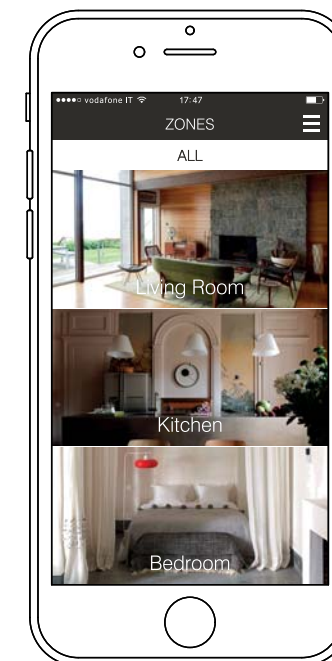 vodafone IT 17:47
ZONES
ALL
Living Room
Kitchen
Bedroom